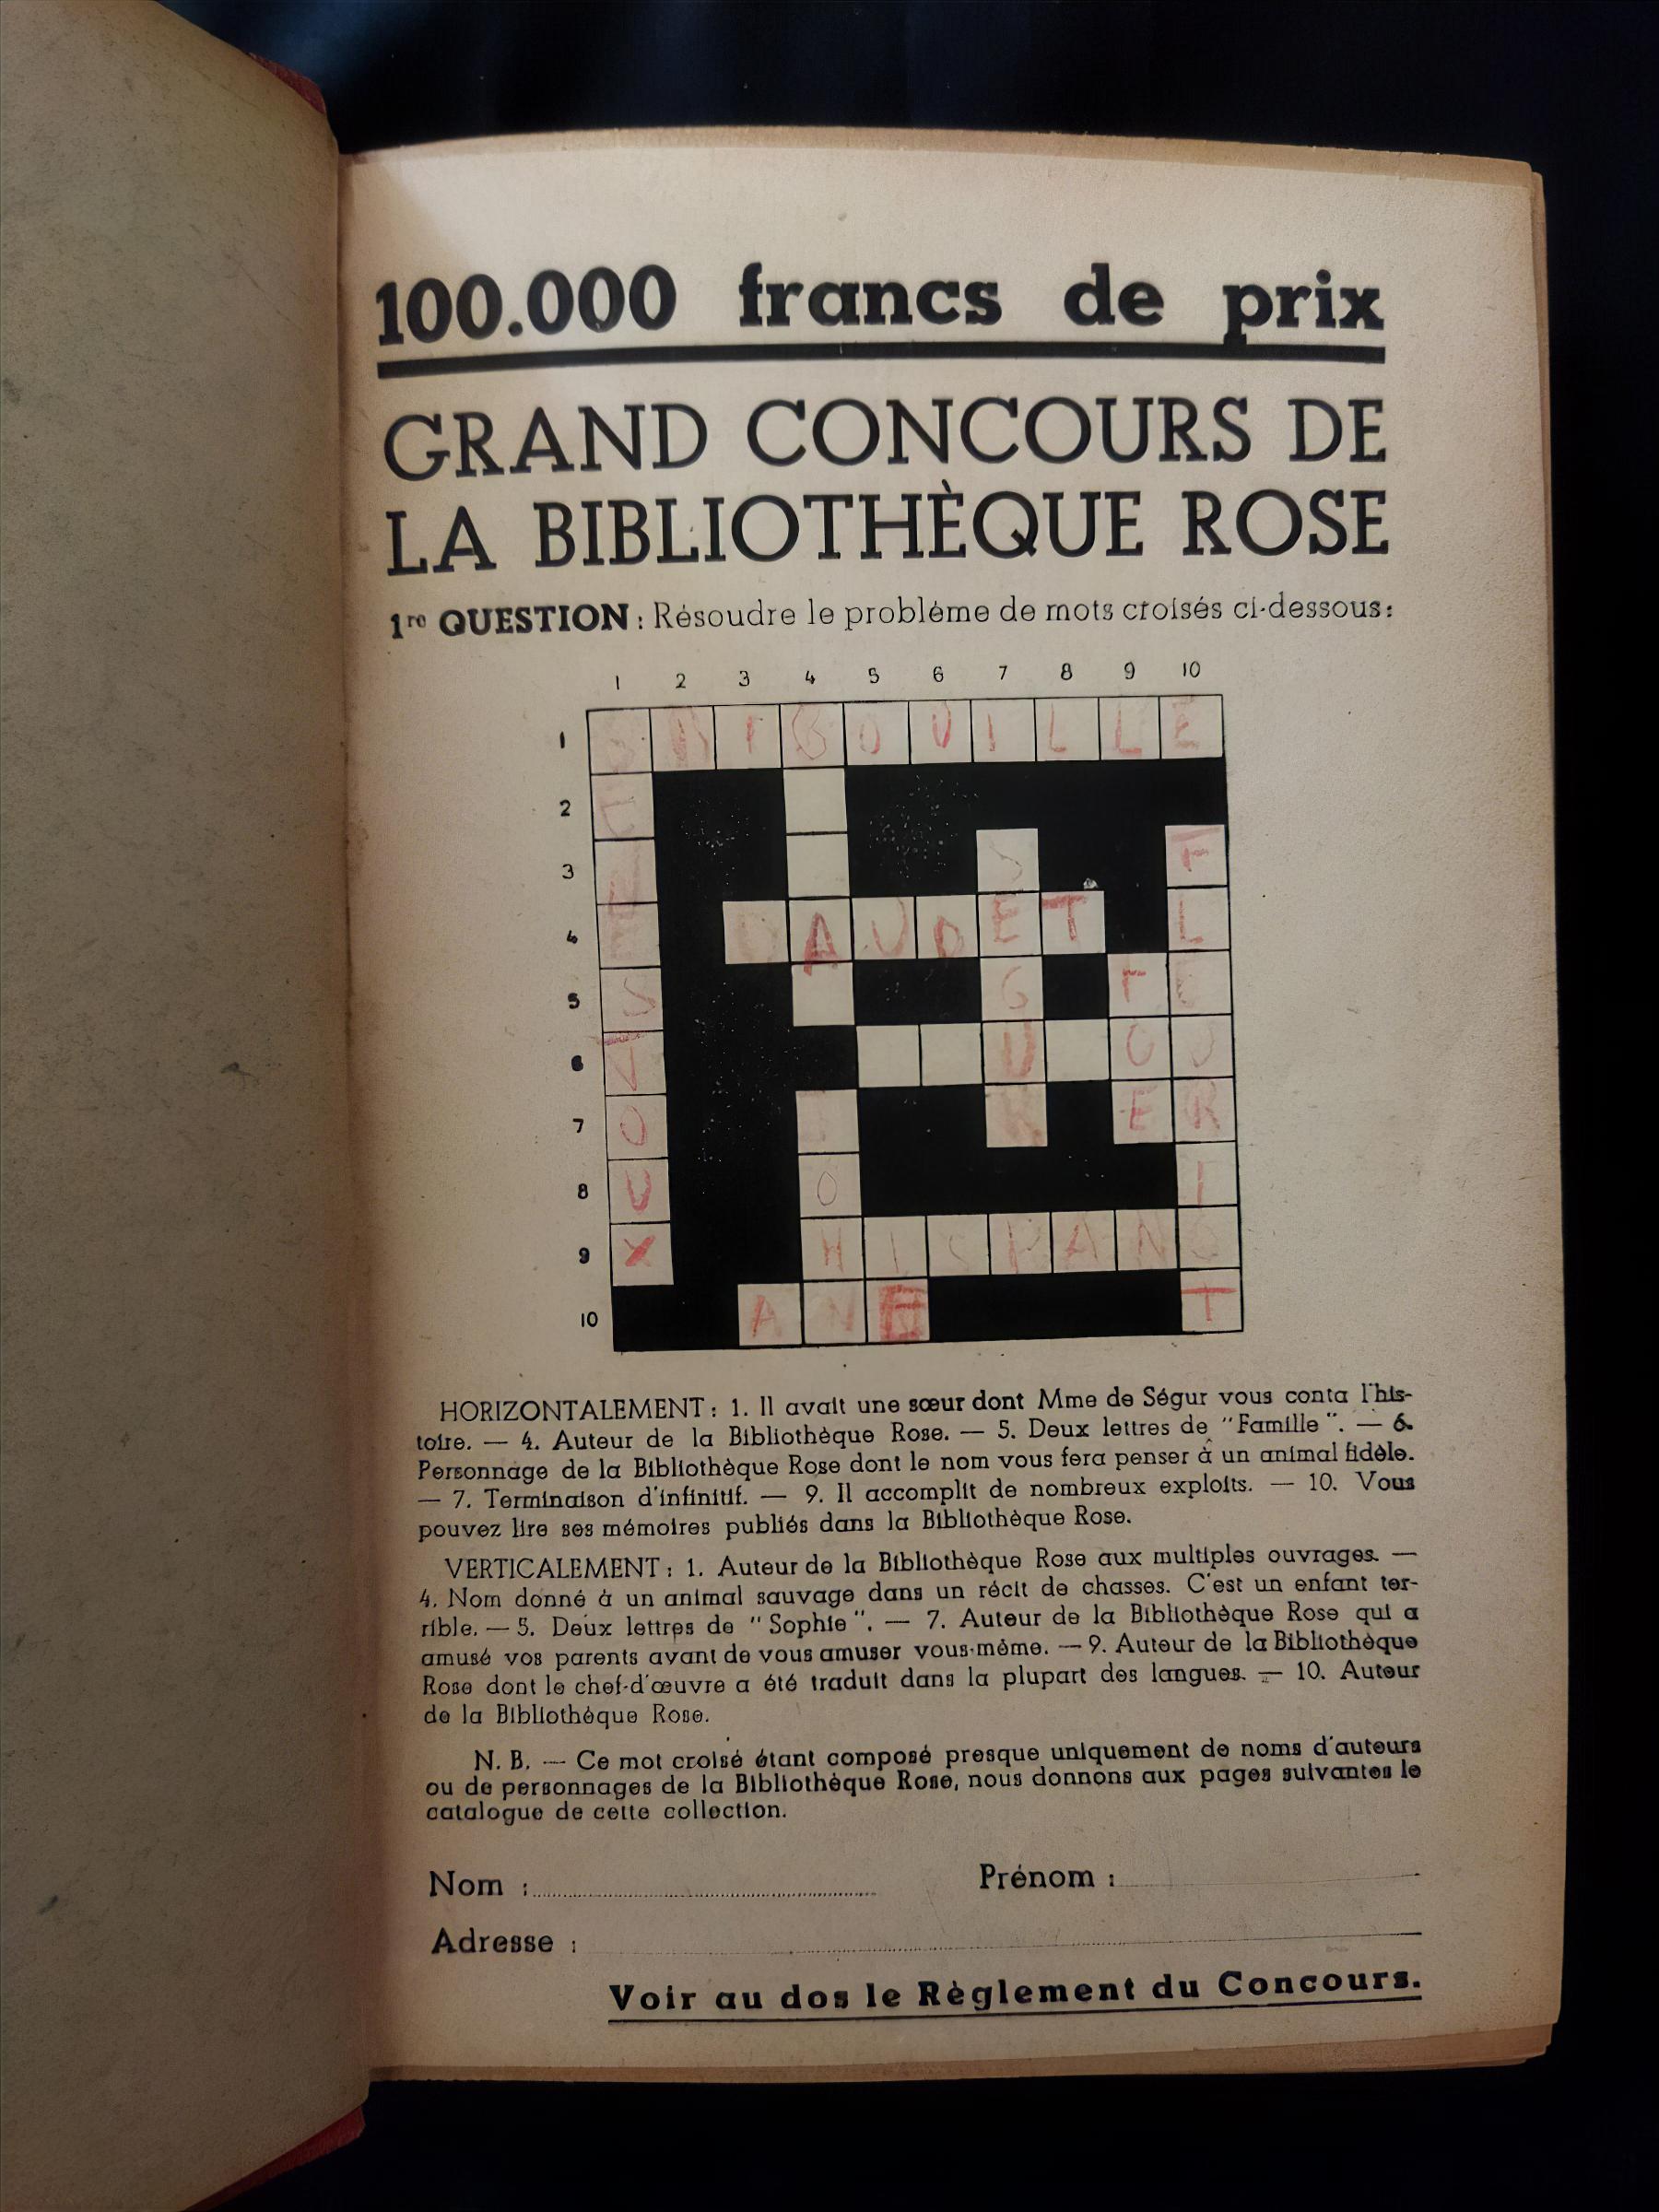 100.000 francs de prix
GRAND CONCOURS DE
LA BIBLIOTHÈQUE ROSE
1re QUESTION : Résoudre le problème de mots croisés ci-dessous :
1 2 3 4 5 6 7 8 9 10
1 G I O U I L L E
2
3 S F
4 D A U D E T L
5 S G F E
6 U O
7 O R E R
8 U O I
9 X H I S P A N O
10 A N E T
HORIZONTALEMENT : 1. Il avait une sœur dont Mme de Ségur vous conta l'his-
toire. — 4. Auteur de la Bibliothèque Rose. — 5. Deux lettres de "Famille". — 6.
Personnage de la Bibliothèque Rose dont le nom vous fera penser à un animal fidèle.
— 7. Terminaison d'infinitif. — 9. Il accomplit de nombreux exploits. — 10. Vous
pouvez lire ses mémoires publiés dans la Bibliothèque Rose.
VERTICALEMENT : 1. Auteur de la Bibliothèque Rose aux multiples ouvrages. —
4. Nom donné à un animal sauvage dans un récit de chasses. C'est un enfant ter-
rible. — 5. Deux lettres de "Sophie". — 7. Auteur de la Bibliothèque Rose qui a
amusé vos parents avant de vous amuser vous-même. — 9. Auteur de la Bibliothèque
Rose dont le chef-d'œuvre a été traduit dans la plupart des langues. — 10. Auteur
de la Bibliothèque Rose.
N. B. — Ce mot croisé étant composé presque uniquement de noms d'auteurs
ou de personnages de la Bibliothèque Rose, nous donnons aux pages suivantes le
catalogue de cette collection.
Nom : Prénom :
Adresse :
Voir au dos le Règlement du Concours.